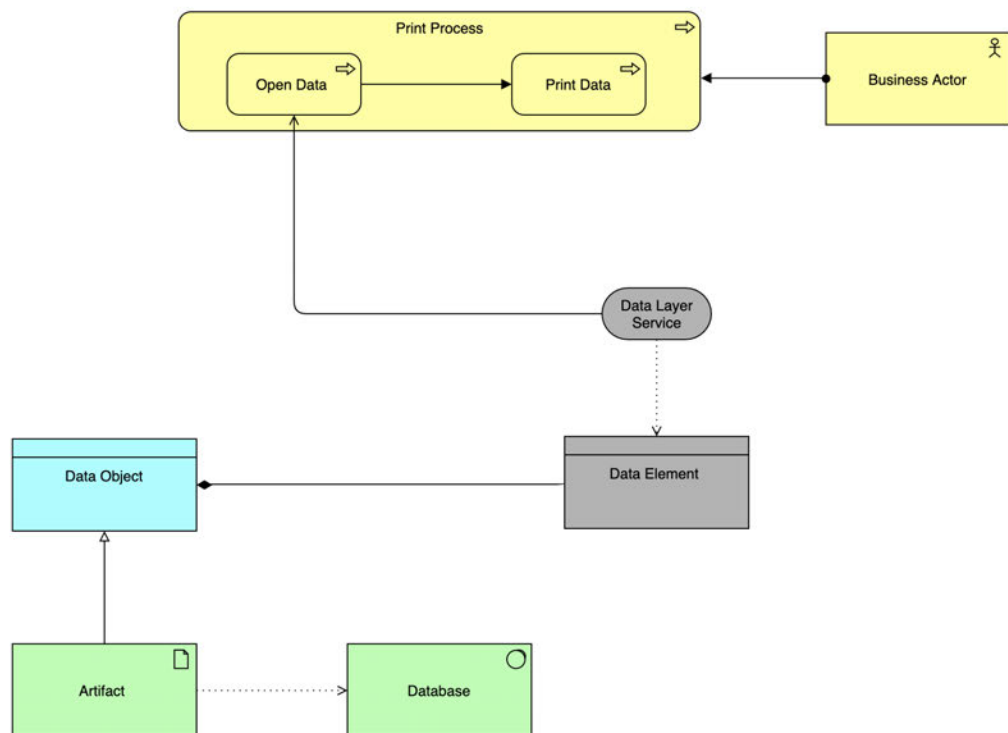 Print Process
Open Data
Print Data
Business Actor
Data Layer
Service
Data Object
Data Element
Artifact
Database